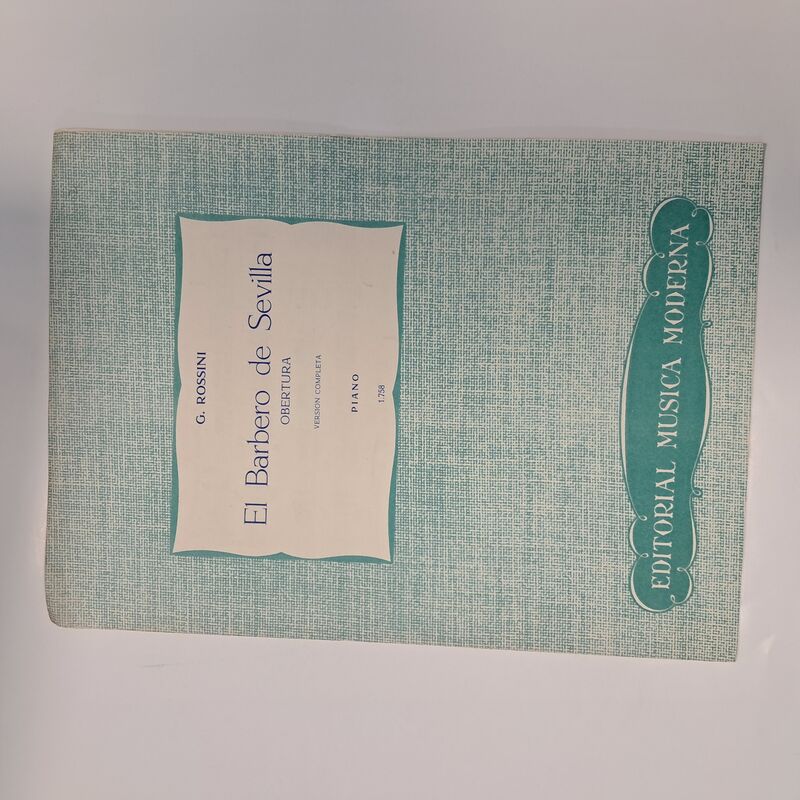 G. ROSSINI
El Barbero de Sevilla
OBERTURA
VERSION COMPLETA
PIANO
1.758
EDITORIAL MUSICA MODERNA